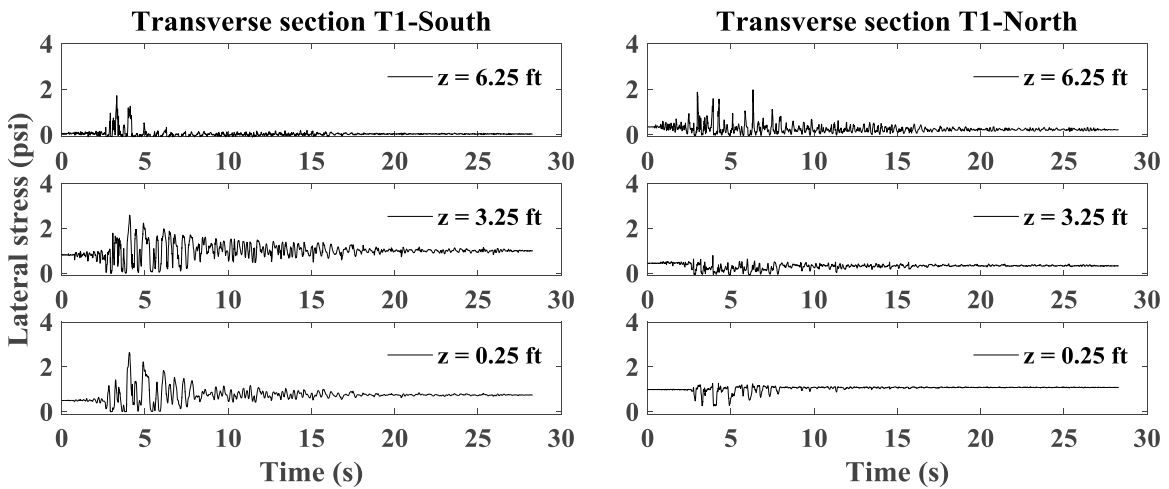 Transverse section T1-South
Transverse section T1-North
Lateral stress (psi)
4
2
0
z = 6.25 ft
0 5 10 15 20 25 30
4
2
0
z = 6.25 ft
0 5 10 15 20 25 30
4
2
0
z = 3.25 ft
0 5 10 15 20 25 30
4
2
0
z = 3.25 ft
0 5 10 15 20 25 30
4
2
0
z = 0.25 ft
0 5 10 15 20 25 30
Time (s)
4
2
0
z = 0.25 ft
0 5 10 15 20 25 30
Time (s)